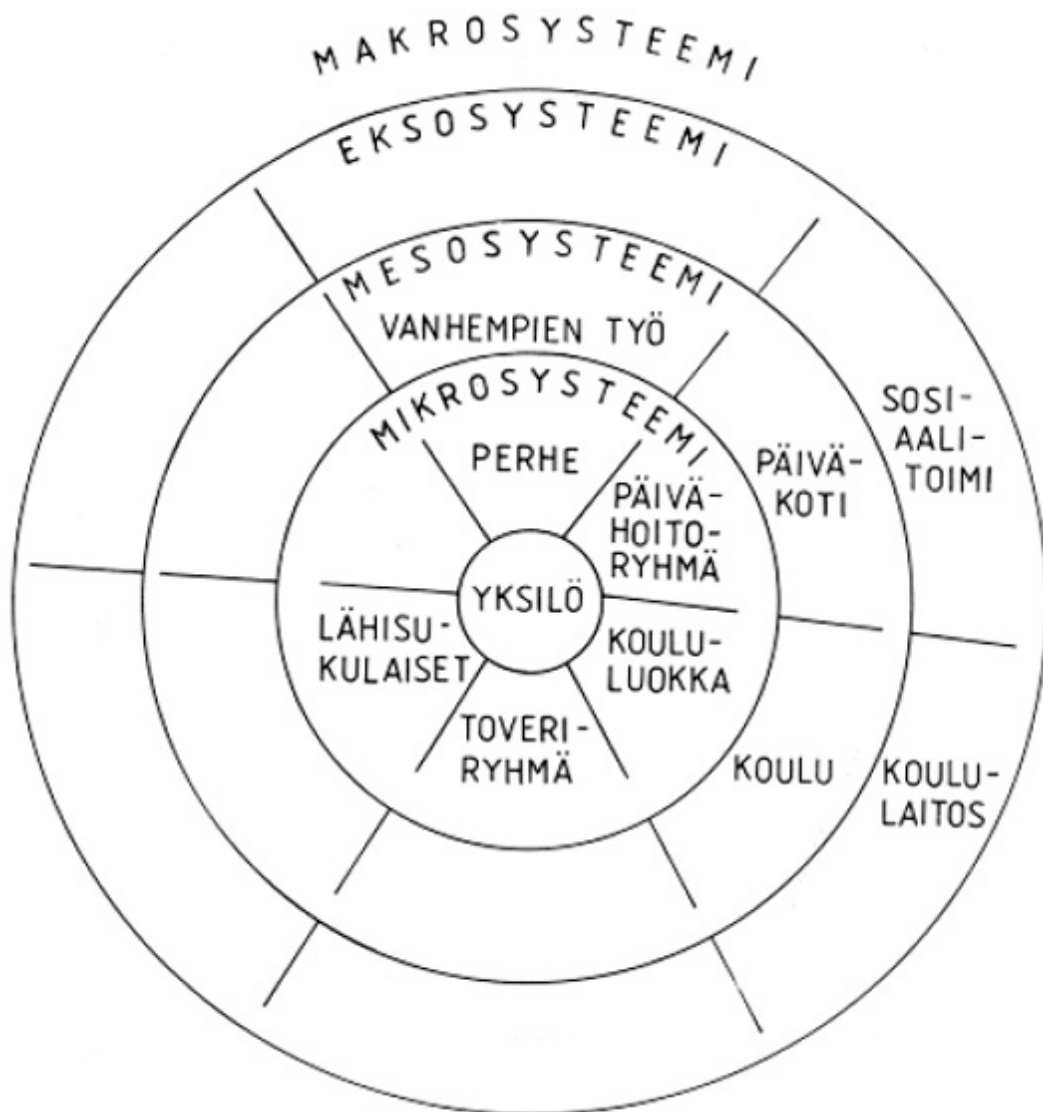 MAKROSYSTEEMI
EKSOSYSTEEMI
MESOSYSTEEMI
VANHEMPIEN TYÖ
MIKROSYSTEEMI
PERHE
PÄIVÄ-
HOITO-
RYHMÄ
PÄIVÄ-
KOTI
SOSI-
AALI-
TOIMI
YKSILÖ
LÄHISU-
KULAISET
KOULU-
LUOKKA
TOVERI-
RYHMÄ
KOULU
KOULU-
LAITOS